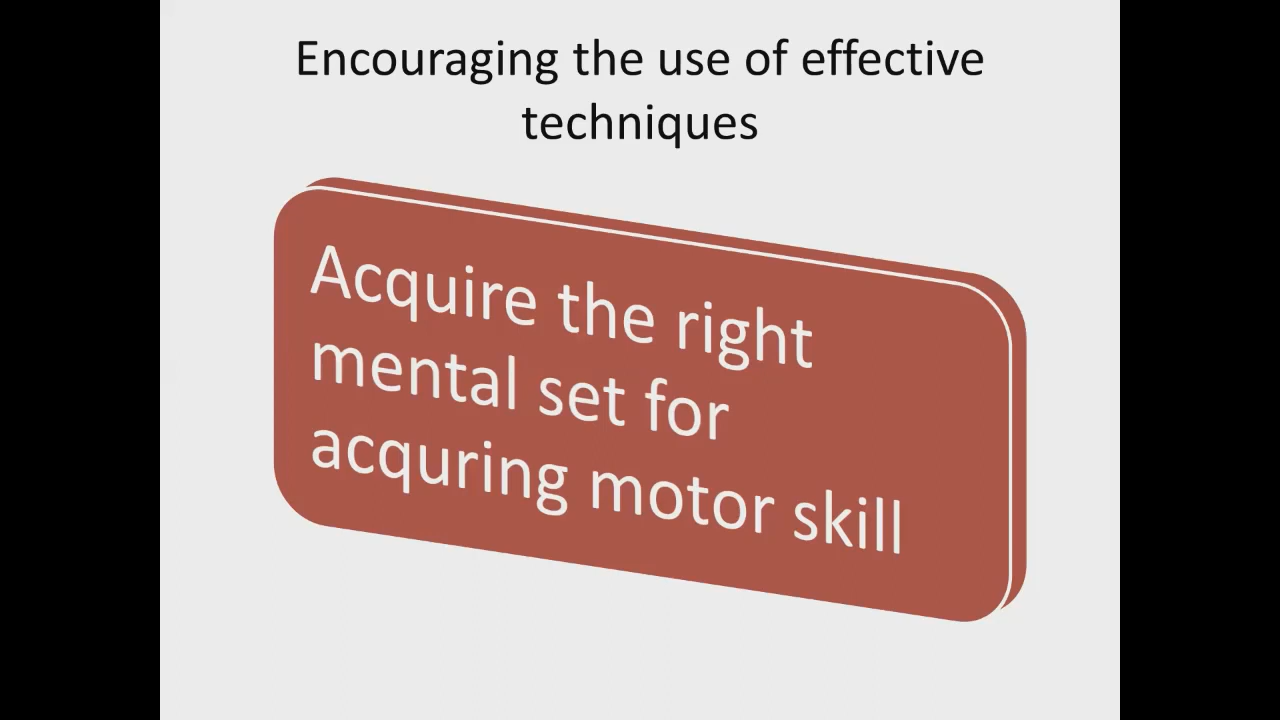 Encouraging the use of effective
techniques
Acquire the right
mental set for
acquring motor skill